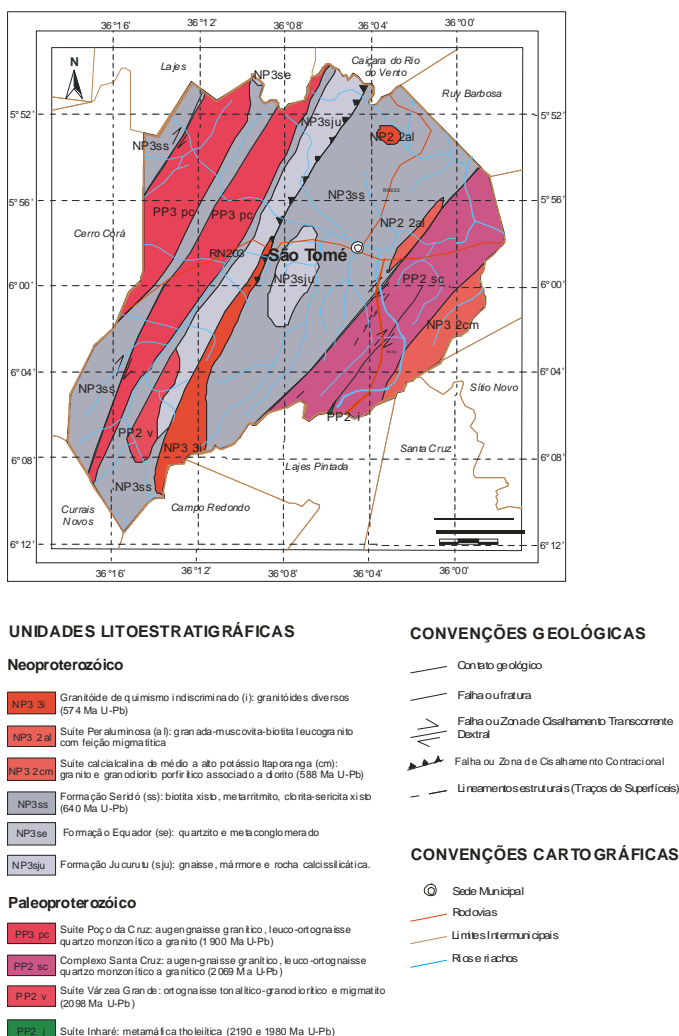 36°16' 36°12' 36°08' 36°04' 36°00'
N
Lajes
Caiçara do Rio
do Vento
Ruy Barbosa
NP3se
5°52' 5°52'
NP3sju
NP2 2al
NP3ss
NP3ss
RN033
5°56' 5°56'
PP3 pc PP3 pc
NP2 2al
Cerro Corá
RN203
São Tomé
NP3sju
PP2 sc
6°00' 6°00'
NP3 2cm
6°04' 6°04'
NP3ss
Sítio Novo
PP2 i
PP2 v
NP3 3i
Santa Cruz
6°08' 6°08'
Lajes Pintada
NP3ss
Currais
Novos
Campo Redondo
6°12' 6°12'
36°16' 36°12' 36°08' 36°04' 36°00'
UNIDADES LITOESTRATIGRÁFICAS
Neoproterozóico
NP3 3i Granitóide de quimismo indiscriminado (i): granitóides diversos
(574 Ma U-Pb)
NP3 2al Suíte Peraluminosa (al): granada-muscovita-biotita leucogranito
com feição migmatítica
NP3 2cm Suíte calcialcalina de médio a alto potássio Itaporanga (cm):
granito e granodiorito porfirítico associado a diorito (588 Ma U-Pb)
NP3ss Formação Seridó (ss): biotita xisto, metarritmito, clorita-sericita xisto
(640 Ma U-Pb)
NP3se Formação Equador (se): quartzito e metaconglomerado
NP3sju Formação Jucurutu (sju): gnaisse, mármore e rocha calcissilicática.
Paleoproterozóico
PP3 pc Suíte Poço da Cruz: augengnaisse granítico, leuco-ortognaisse
quartzo monzonítico a granito (1900 Ma U-Pb)
PP2 sc Complexo Santa Cruz: augen-gnaisse granítico, leuco-ortognaisse
quartzo monzonítico a granítico (2069 Ma U-Pb)
PP2 v Suíte Várzea Grande: ortognaisse tonalítico-granodiorítico e migmatito
(2098 Ma U-Pb)
PP2 i Suíte Inharé: metamáfica tholeiítica (2190 e 1980 Ma U-Pb)
CONVENÇÕES GEOLÓGICAS
Contato geológico
Falha ou fratura
Falha ou Zona de Cisalhamento Transcorrente
Dextral
Falha ou Zona de Cisalhamento Contracional
Lineamentos estruturais (Traços de Superfícies)
CONVENÇÕES CARTOGRÁFICAS
Sede Municipal
Rodovias
Limites Intermunicipais
Rios e riachos